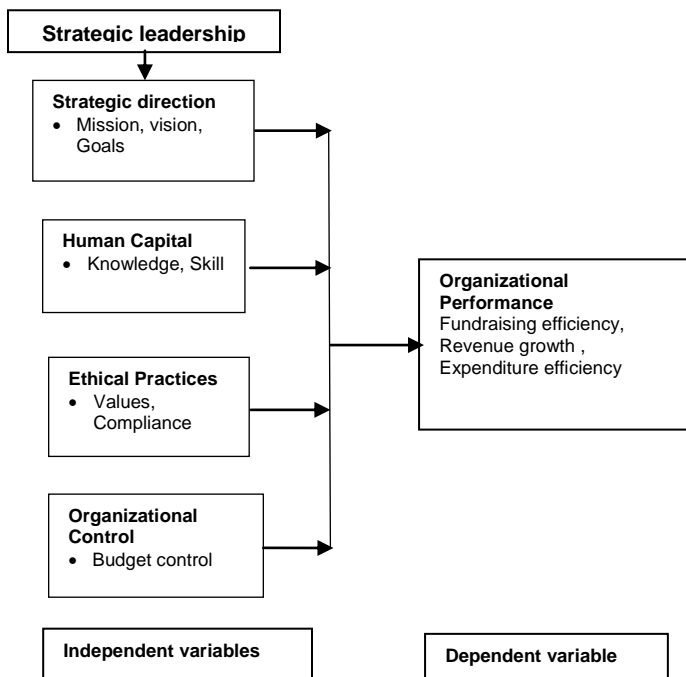 Strategic leadership
Strategic direction
• Mission, vision,
Goals
Human Capital
• Knowledge, Skill
Ethical Practices
• Values,
Compliance
Organizational
Control
• Budget control
Organizational
Performance
Fundraising efficiency,
Revenue growth ,
Expenditure efficiency
Independent variables
Dependent variable